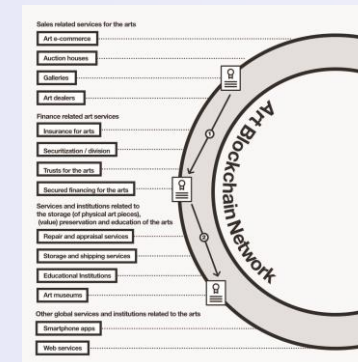 Sales related services for the arts
Art e-commerce
Auction houses
Galleries
Art dealers
Finance related art services
Insurance for arts
Securitization / division
Trusts for the arts
Secured financing for the arts
Services and institutions related to
the storage (of physical art pieces),
(value) preservation and education of the arts
Repair and appraisal services
Storage and shipping services
Educational Institutions
Art museums
Other global services and institutions related to the arts
Smartphone apps
Web services
1
2
Art Blockchain Network